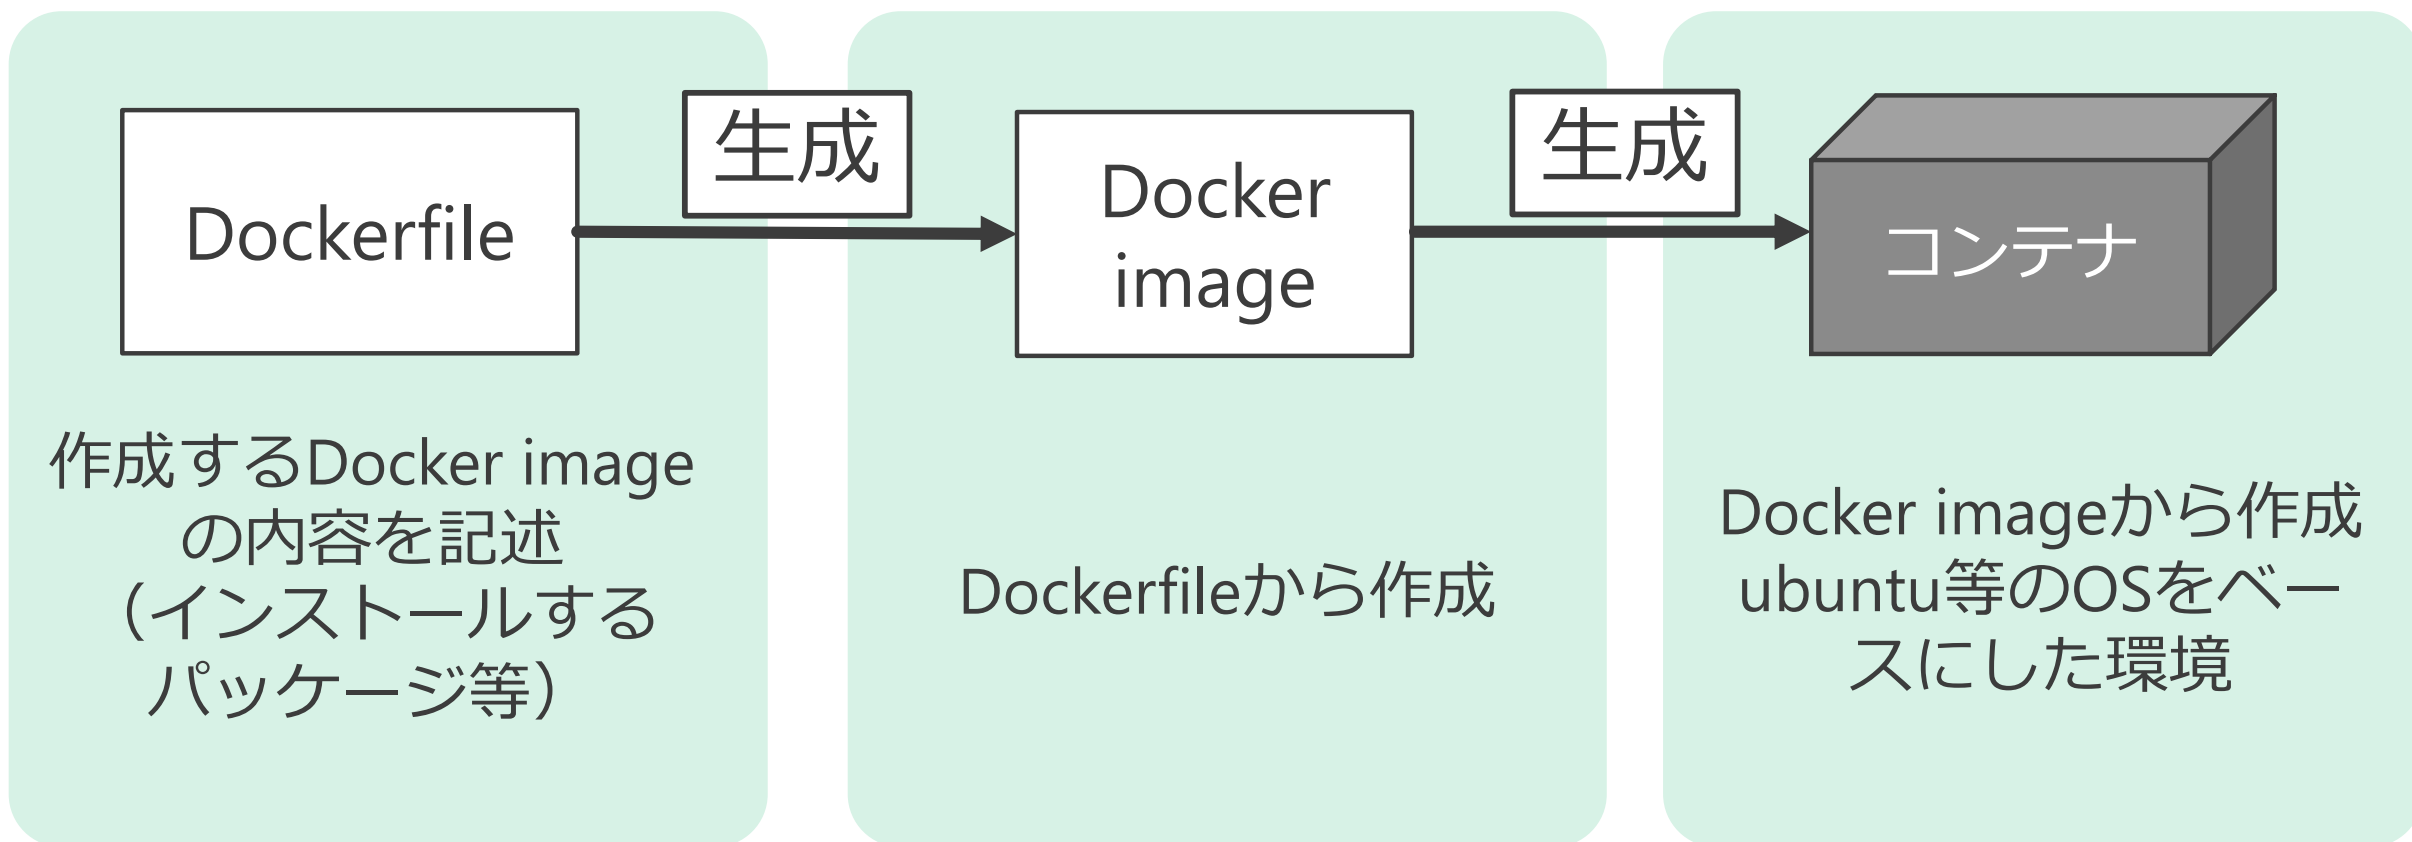 Dockerfile
生成
Docker
image
生成
コンテナ
作成するDocker image
の内容を記述
（インストールする
パッケージ等）
Dockerfileから作成
Docker imageから作成
ubuntu等のOSをベー
スにした環境